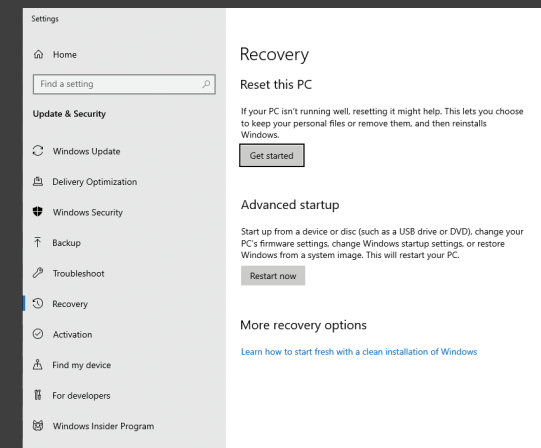 Settings
Home
Find a setting
Update & Security
Windows Update
Delivery Optimization
Windows Security
Backup
Troubleshoot
Recovery
Activation
Find my device
For developers
Windows Insider Program
Recovery
Reset this PC
If your PC isn't running well, resetting it might help. This lets you choose
to keep your personal files or remove them, and then reinstalls
Windows.
Get started
Advanced startup
Start up from a device or disc (such as a USB drive or DVD), change your
PC's firmware settings, change Windows startup settings, or restore
Windows from a system image. This will restart your PC.
Restart now
More recovery options
Learn how to start fresh with a clean installation of Windows